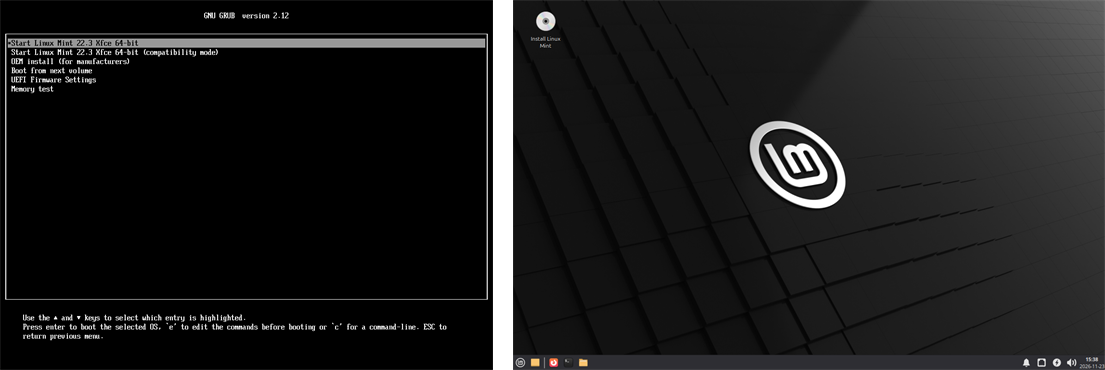 GNU GRUB version 2.12
*Start Linux Mint 22.3 Xfce 64-bit
Start Linux Mint 22.3 Xfce 64-bit (compatibility mode)
OEM install (for manufacturers)
Boot from next volume
UEFI Firmware Settings
Memory test
Use the ▲ and ▼ keys to select which entry is highlighted.
Press enter to boot the selected OS, `e' to edit the commands before booting or `c' for a command-line. ESC to
return previous menu.
Install Linux
Mint
15:38
2026-11-23